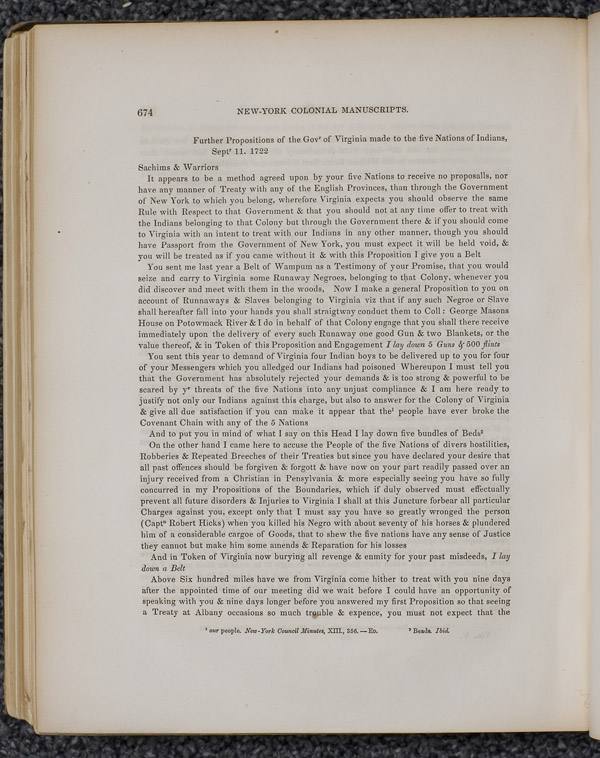 674 NEW-YORK COLONIAL MANUSCRIPTS.
Further Propositions of the Govr of Virginia made to the five Nations of Indians,
Septr 11. 1722
Sachims & Warriors
It appears to be a method agreed upon by your five Nations to receive no proposalls, nor
have any manner of Treaty with any of the English Provinces, than through the Government
of New York to which you belong, wherefore Virginia expects you should observe the same
Rule with Respect to that Government & that you should not at any time offer to treat with
the Indians belonging to that Colony but through the Government there & if you should come
to Virginia with an intent to treat with our Indians in any other manner, though you should
have Passport from the Government of New York, you must expect it will be held void, &
you will be treated as if you came without it & with this Proposition I give you a Belt
You sent me last year a Belt of Wampum as a Testimony of your Promise, that you would
seize and carry to Virginia some Runaway Negroes, belonging to that Colony, whenever you
did discover and meet with them in the woods, Now I make a general Proposition to you on
account of Runnaways & Slaves belonging to Virginia viz that if any such Negroe or Slave
shall hereafter fall into your hands you shall straigtway conduct them to Coll: George Masons
House on Potowmack River & I do in behalf of that Colony engage that you shall there receive
immediately upon the delivery of every such Runaway one good Gun & two Blankets, or the
value thereof, & in Token of this Proposition and Engagement I lay down 5 Guns & 500 flints
You sent this year to demand of Virginia four Indian boys to be delivered up to you for four
of your Messengers which you alledged our Indians had poisoned Whereupon I must tell you
that the Government has absolutely rejected your demands & is too strong & powerful to be
scared by ye threats of the five Nations into any unjust compliance & I am here ready to
justify not only our Indians against this charge, but also to answer for the Colony of Virginia
& give all due satisfaction if you can make it appear that the¹ people have ever broke the
Covenant Chain with any of the 5 Nations
And to put you in mind of what I say on this Head I lay down five bundles of Beds²
On the other hand I came here to accuse the People of the five Nations of divers hostilities,
Robberies & Repeated Breeches of their Treaties but since you have declared your desire that
all past offences should be forgiven & forgott & have now on your part readily passed over an
injury received from a Christian in Pensylvania & more especially seeing you have so fully
concurred in my Propositions of the Boundaries, which if duly observed must effectually
prevent all future disorders & Injuries to Virginia I shall at this Juncture forbear all particular
Charges against you, except only that I must say you have so greatly wronged the person
(Captn Robert Hicks) when you killed his Negro with about seventy of his horses & plundered
him of a considerable cargoe of Goods, that to shew the five nations have any sense of Justice
they cannot but make him some amends & Reparation for his losses
And in Token of Virginia now burying all revenge & enmity for your past misdeeds, I lay
down a Belt
Above Six hundred miles have we from Virginia come hither to treat with you nine days
after the appointed time of our meeting did we wait before I could have an opportunity of
speaking with you & nine days longer before you answered my first Proposition so that seeing
a Treaty at Albany occasions so much trouble & expence, you must not expect that the
¹ our people. New-York Council Minutes, XIII., 356. — ED. ² Beads. Ibid.